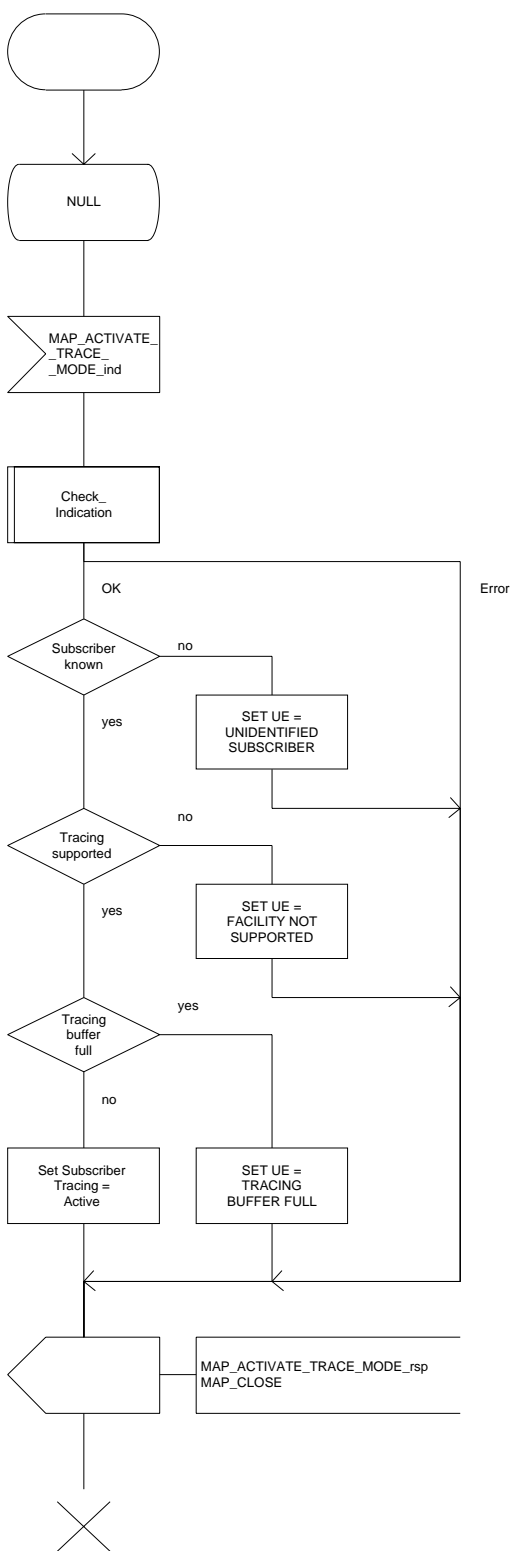 NULL
MAP_ACTIVATE_
_TRACE_
_MODE_ind
Check_
Indication
OK
Error
Subscriber
known
no
yes
SET UE =
UNIDENTIFIED
SUBSCRIBER
Tracing
supported
no
yes
SET UE =
FACILITY NOT
SUPPORTED
Tracing
buffer
full
yes
no
Set Subscriber
Tracing =
Active
SET UE =
TRACING
BUFFER FULL
MAP_ACTIVATE_TRACE_MODE_rsp
MAP_CLOSE